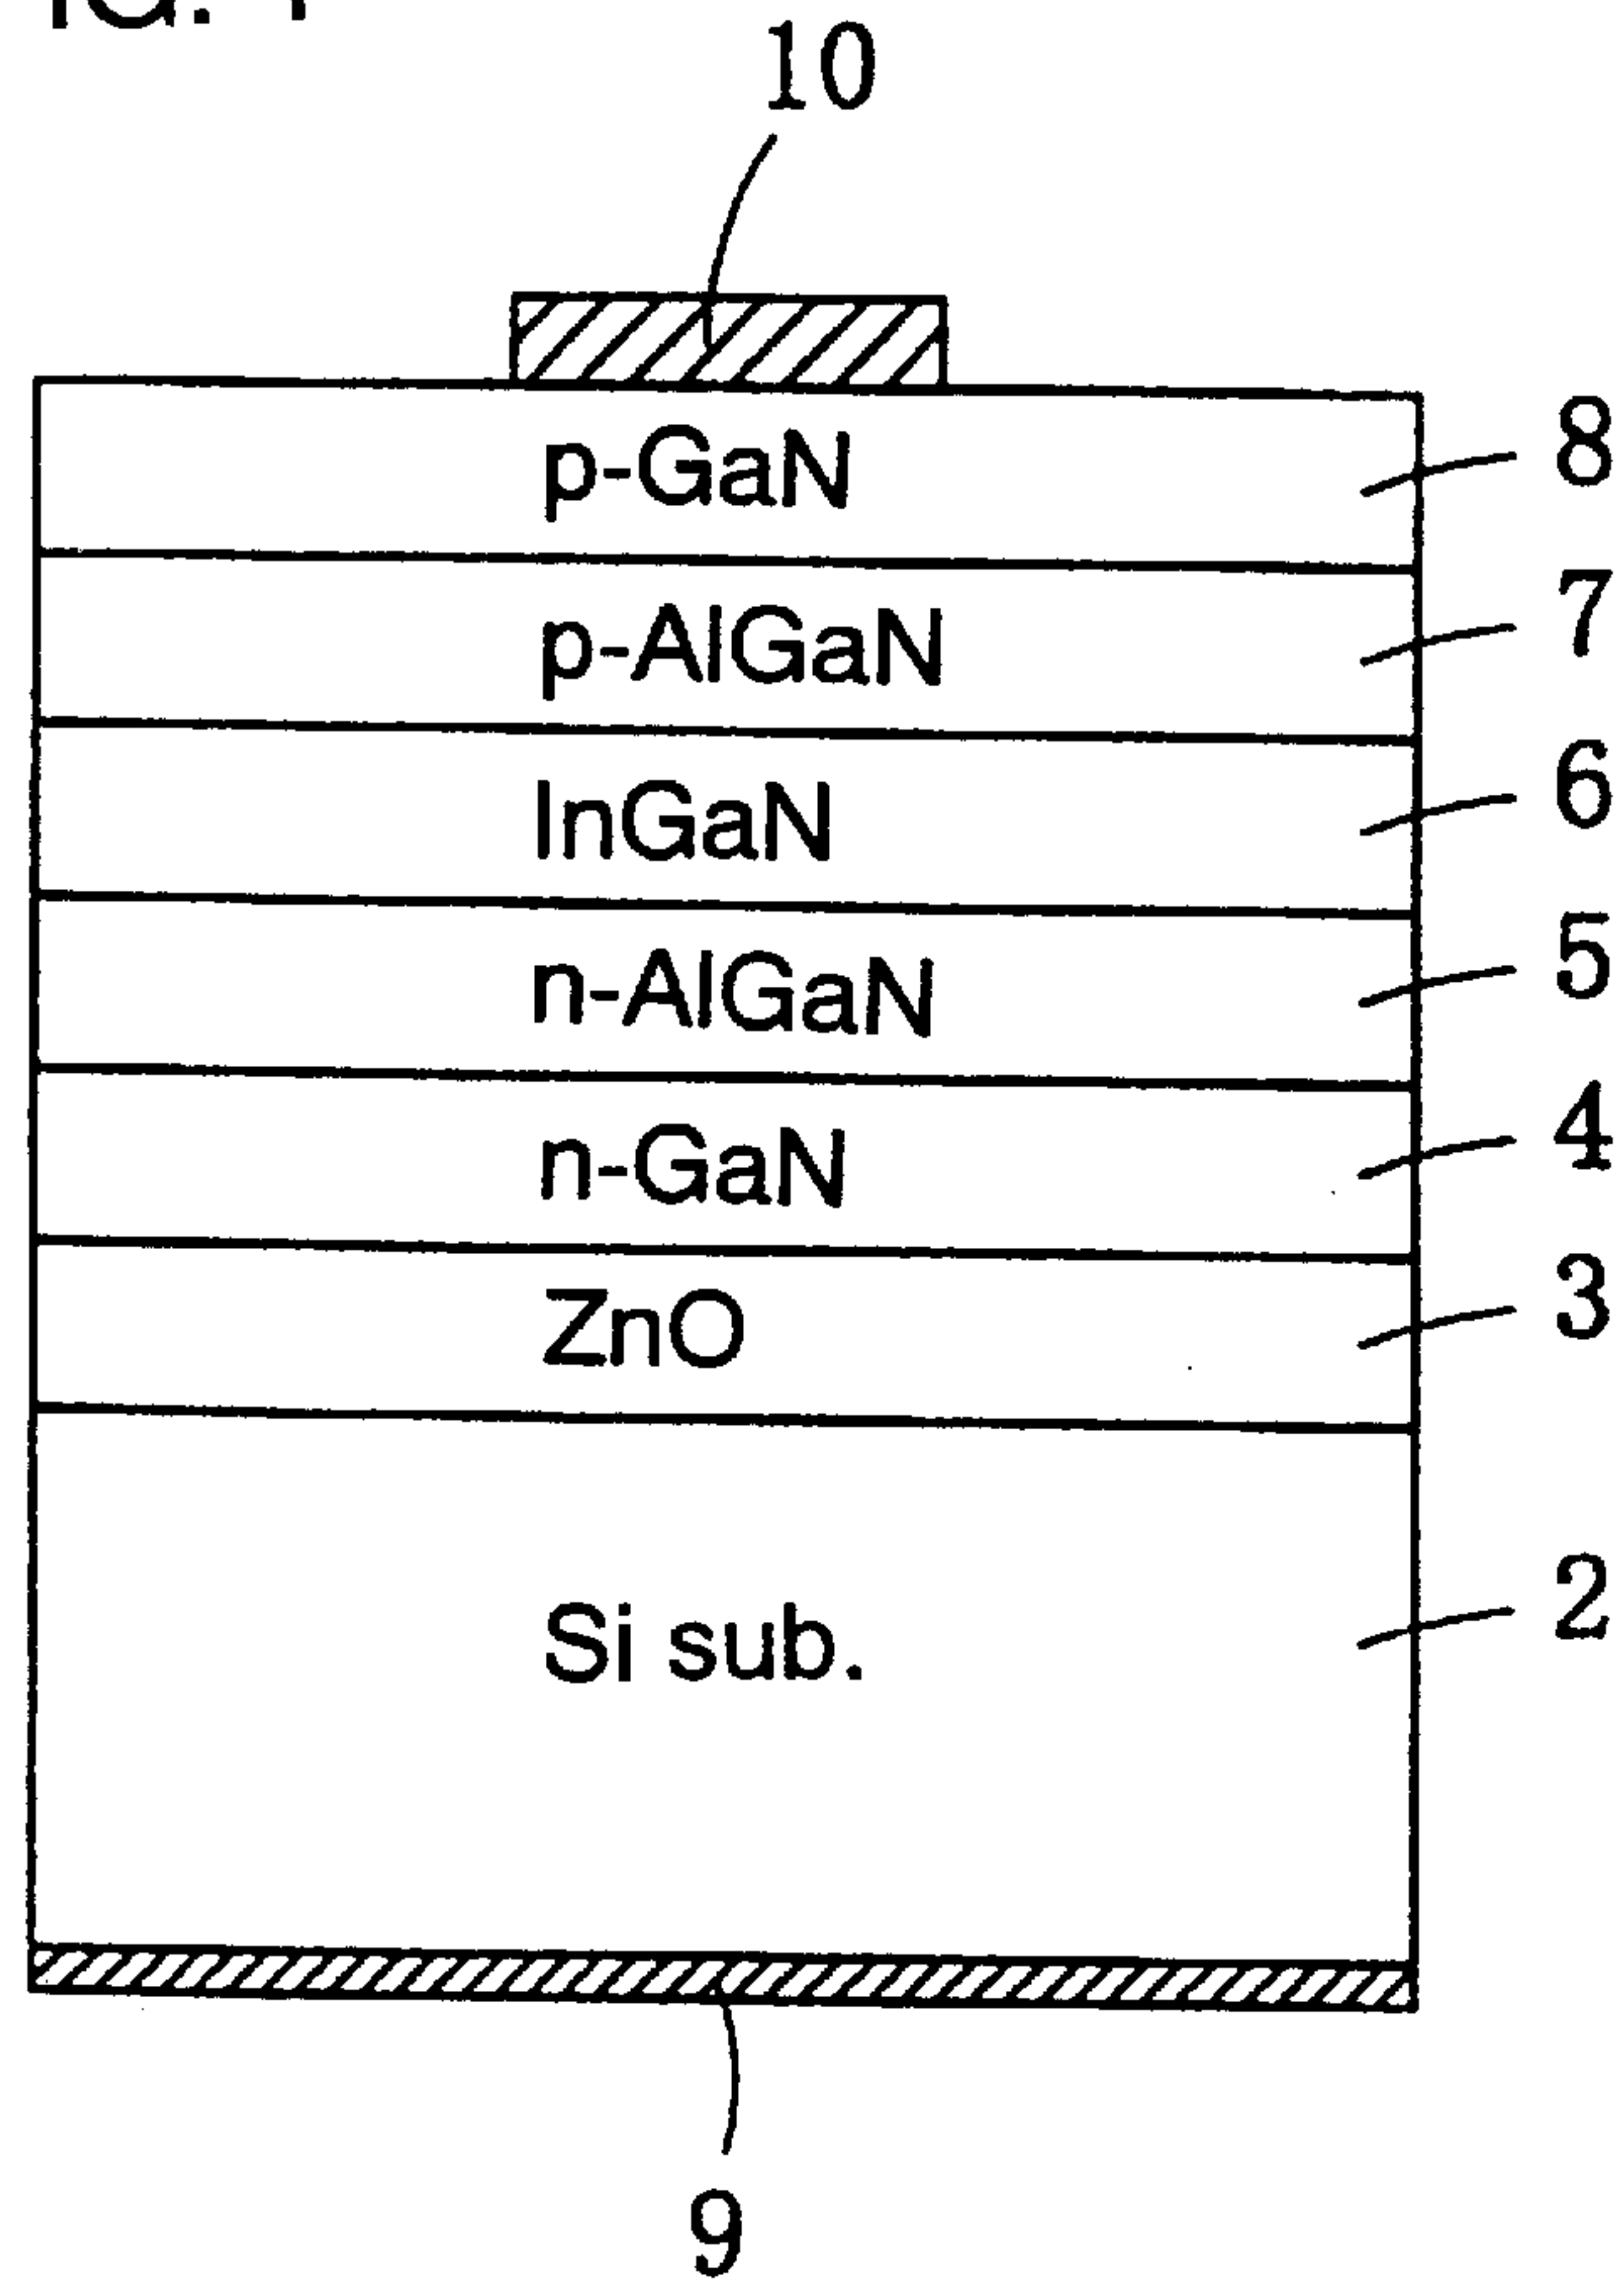 10
p-GaN 8
p-AlGaN 7
InGaN 6
n-AlGaN 5
n-GaN 4
ZnO 3
Si sub. 2
9